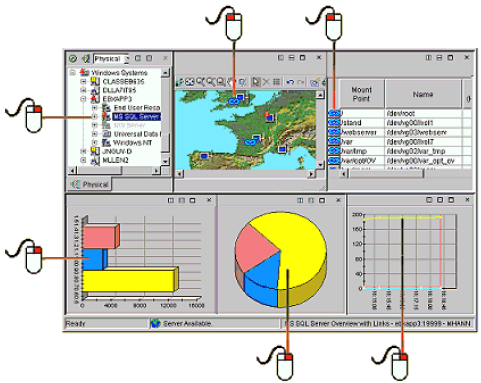 Physical
Windows Systems
CLASSEB635
DLLA7IT95
EBXAPP3
End User Resp
MS SQL Server
Universal Data
Windows NT
JNOUV-D
MLLEN2
Physical
Mount Point
Name
/dev/root
/stand
/dev/vg00/lvol1
/webserver
/dev/vg03/webserv
/var
/dev/vg00/lvol7
/var/tmp
/dev/vg02/var_tmp
/var/opt/OV
/dev/vg00/var_opt_ov
0
4000
8000
12000
16000
200
160
120
80
40
0
Ready
Server Available.
MS SQL Server Overview with Links - ebxapp3:19999 - MHANN